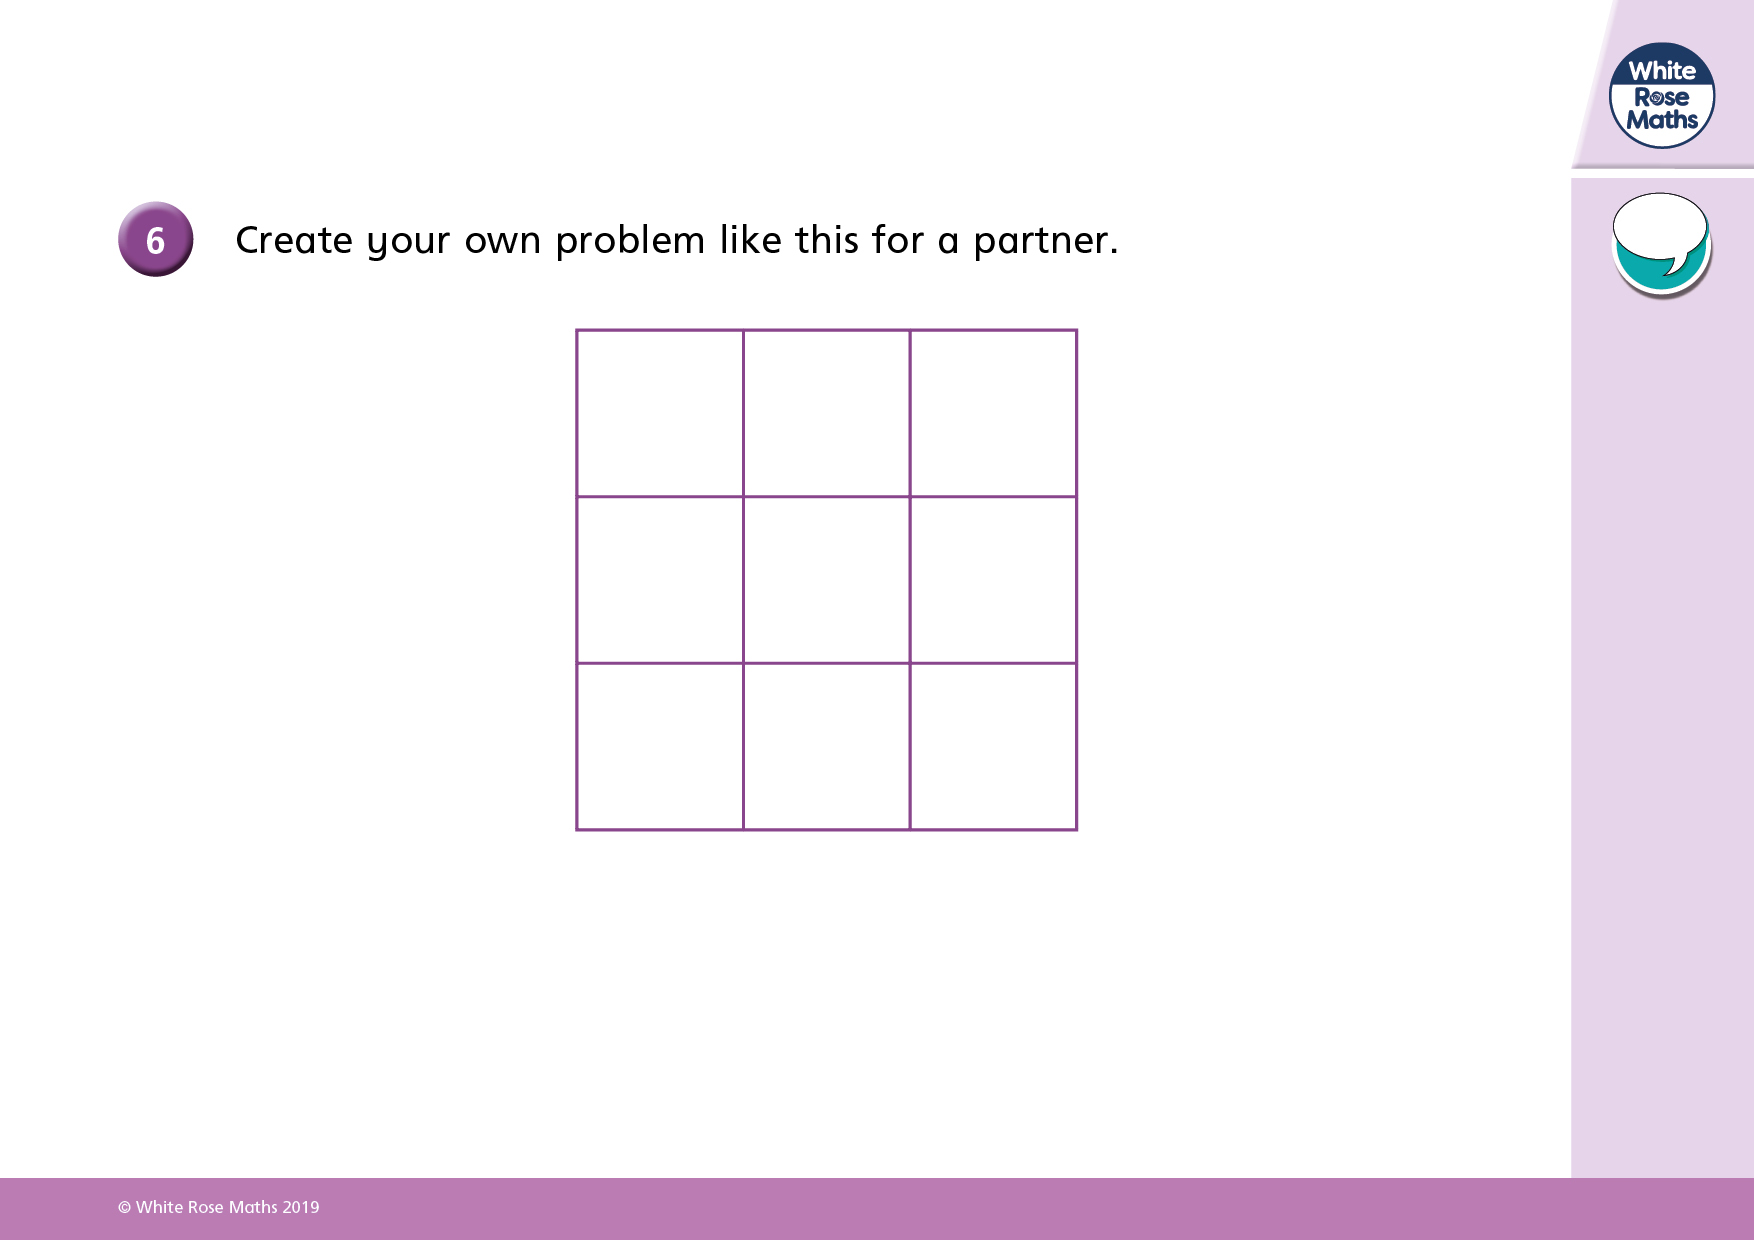 White
Rose
Maths
6 Create your own problem like this for a partner.
© White Rose Maths 2019